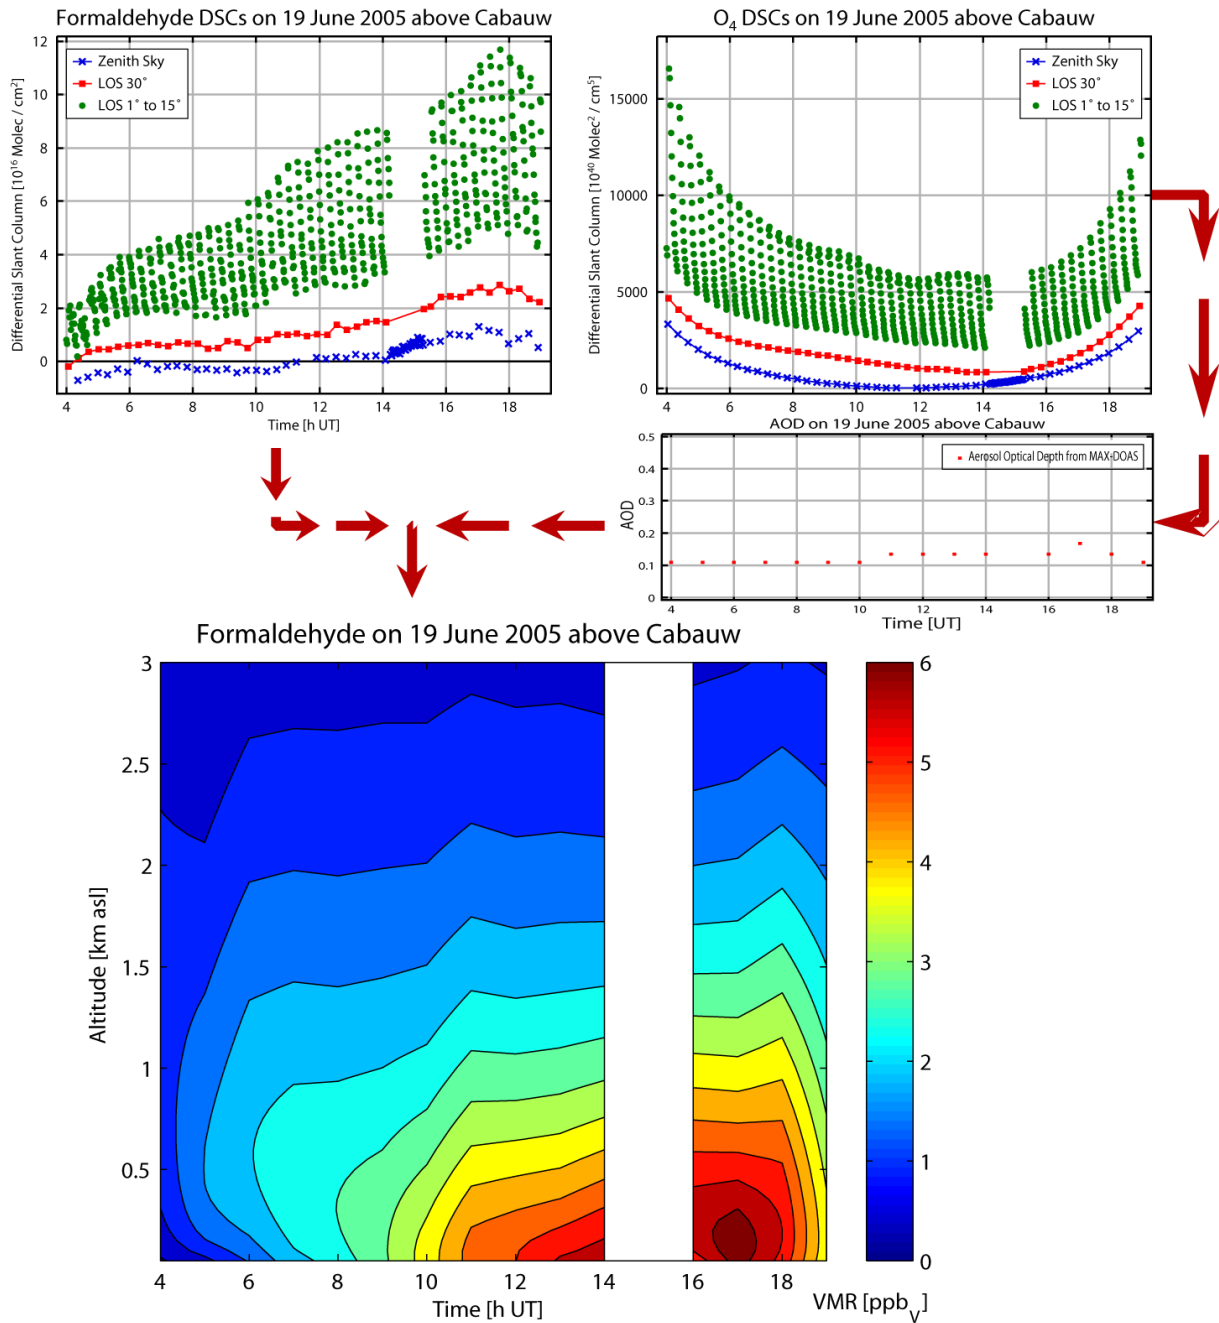 Formaldehyde DSCs on 19 June 2005 above Cabauw
Differential Slant Column [10¹⁶ Molec / cm²]
12
10
8
6
4
2
0
Zenith Sky
LOS 30°
LOS 1° to 15°
4 6 8 10 12 14 16 18
Time [h UT]
O₄ DSCs on 19 June 2005 above Cabauw
Differential Slant Column [10⁴⁰ Molec² / cm⁵]
15000
10000
5000
0
Zenith Sky
LOS 30°
LOS 1° to 15°
4 6 8 10 12 14 16 18
AOD on 19 June 2005 above Cabauw
AOD
0.5
0.4
0.3
0.2
0.1
0
Aerosol Optical Depth from MAX-DOAS
4 6 8 10 12 14 16 18
Time [UT]
Formaldehyde on 19 June 2005 above Cabauw
Altitude [km asl]
3
2.5
2
1.5
1
0.5
4 6 8 10 12 14 16 18
Time [h UT]
6
5
4
3
2
1
0
VMR [ppbᵥ]